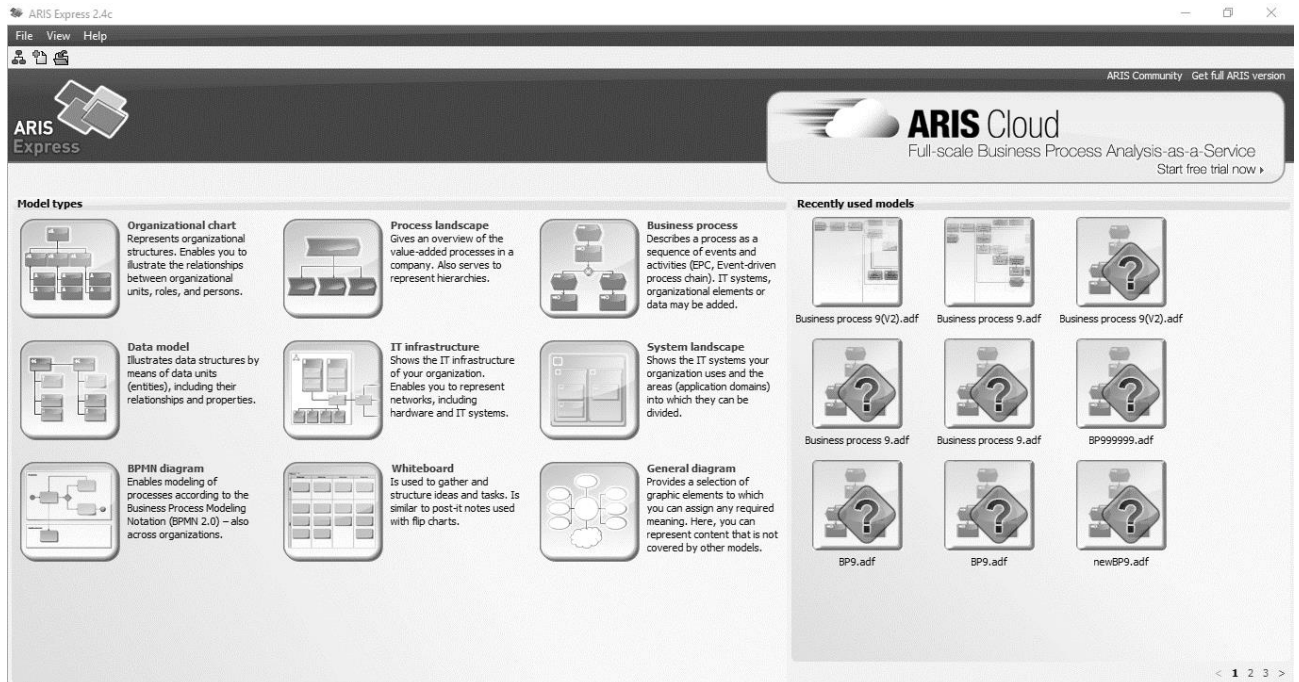 ARIS Express 2.4c
File View Help
ARIS Community Get full ARIS version
ARIS
Express
ARIS Cloud
Full-scale Business Process Analysis-as-a-Service
Start free trial now
Model types
Organizational chart
Represents organizational
structures. Enables you to
illustrate the relationships
between organizational
units, roles, and persons.
Process landscape
Gives an overview of the
value-added processes in a
company. Also serves to
represent hierarchies.
Business process
Describes a process as a
sequence of events and
activities (EPC, Event-driven
process chain). IT systems,
organizational elements or
data may be added.
Data model
Illustrates data structures by
means of data units
(entities), including their
relationships and properties.
IT infrastructure
Shows the IT infrastructure
of your organization.
Enables you to represent
networks, including
hardware and IT systems.
System landscape
Shows the IT systems your
organization uses and the
areas (application domains)
into which they can be
divided.
BPMN diagram
Enables modeling of
processes according to the
Business Process Modeling
Notation (BPMN 2.0) – also
across organizations.
Whiteboard
Is used to gather and
structure ideas and tasks. Is
similar to post-it notes used
with flip charts.
General diagram
Provides a selection of
graphic elements to which
you can assign any required
meaning. Here, you can
represent content that is not
covered by other models.
Recently used models
Business process 9(V2).adf Business process 9.adf Business process 9(V2).adf
Business process 9.adf Business process 9.adf BP999999.adf
BP9.adf BP9.adf newBP9.adf
< 1 2 3 >